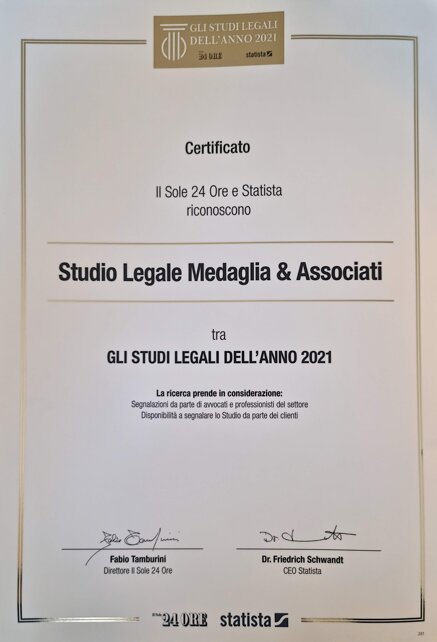 GLI STUDI LEGALI
DELL'ANNO 2021
24 ORE statista
Certificato
Il Sole 24 Ore e Statista
riconoscono
Studio Legale Medaglia & Associati
tra
GLI STUDI LEGALI DELL'ANNO 2021
La ricerca prende in considerazione:
Segnalazioni da parte di avvocati e professionisti del settore
Disponibilità a segnalare lo Studio da parte dei clienti
Fabio Tamburini
Direttore Il Sole 24 Ore
Dr. Friedrich Schwandt
CEO Statista
Il Sole 24 ORE statista